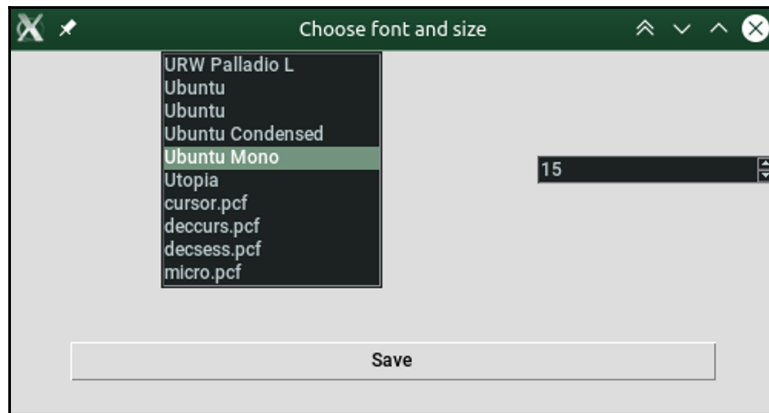 Choose font and size
URW Palladio L
Ubuntu
Ubuntu
Ubuntu Condensed
Ubuntu Mono
Utopia
cursor.pcf
deccurs.pcf
decsess.pcf
micro.pcf
15
Save